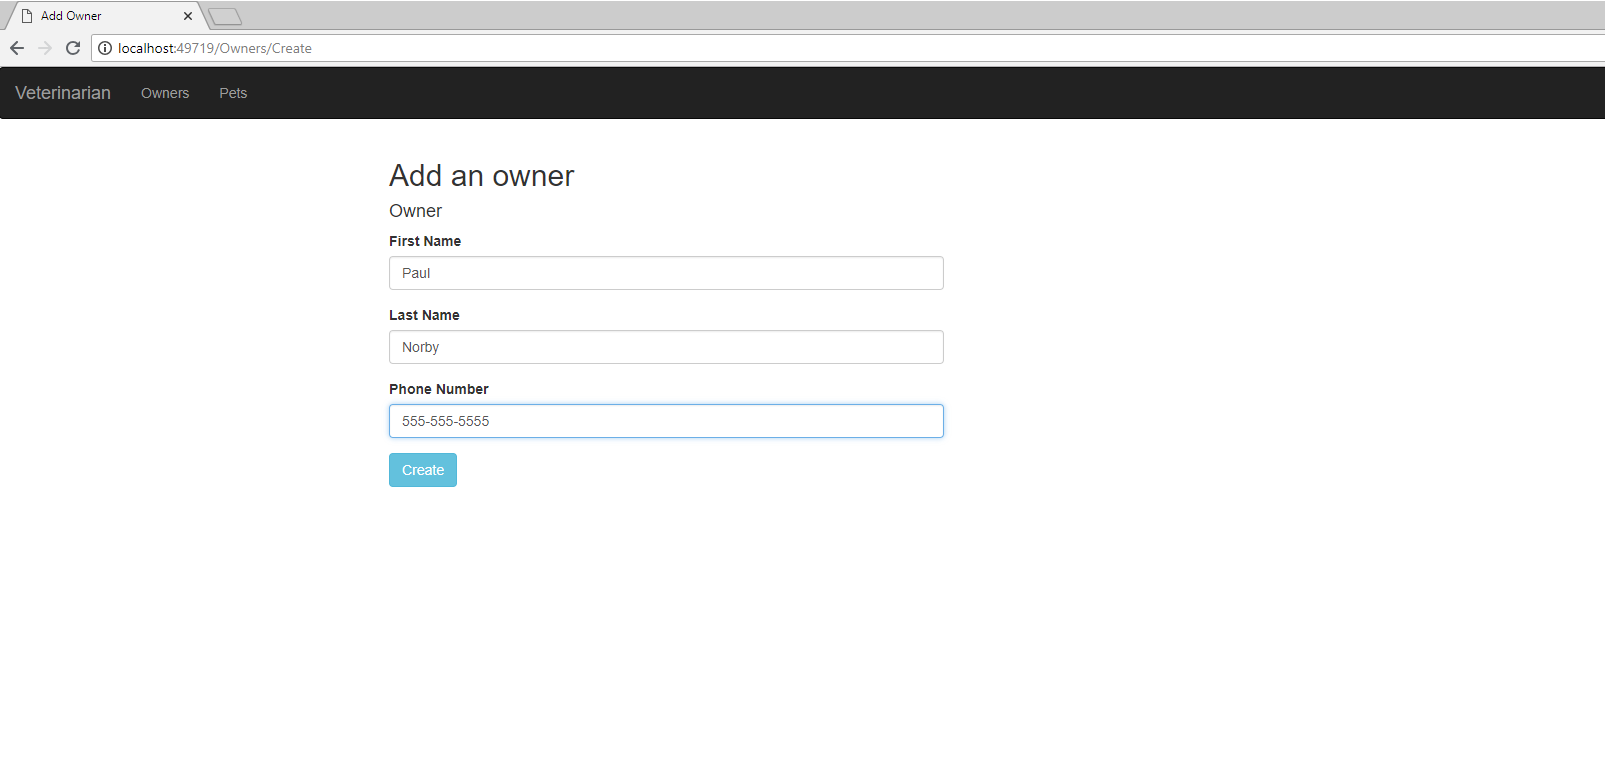 Add Owner
localhost:49719/Owners/Create
Veterinarian Owners Pets
Add an owner
Owner
First Name
Paul
Last Name
Norby
Phone Number
555-555-5555
Create